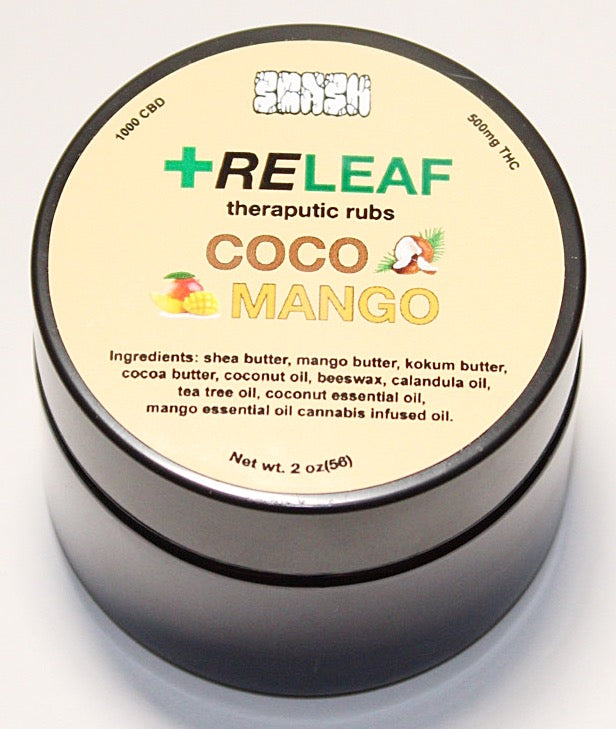 1000 CBD
500mg THC
+RELEAF
theraputic rubs
COCO
MANGO
Ingredients: shea butter, mango butter, kokum butter,
cocoa butter, coconut oil, beeswax, calandula oil,
tea tree oil, coconut essential oil,
mango essential oil cannabis infused oil.
Net wt. 2 oz(56)